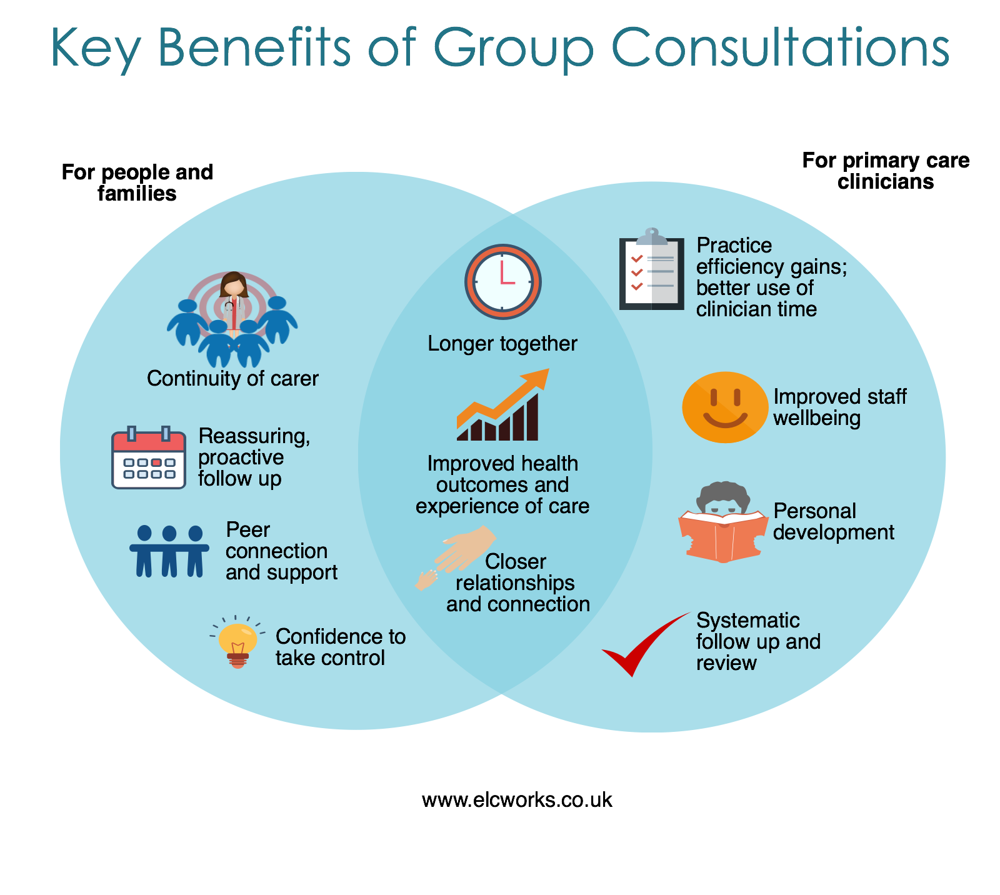 Key Benefits of Group Consultations
For people and
families
For primary care
clinicians
Continuity of carer
Reassuring,
proactive
follow up
Peer
connection
and support
Confidence to
take control
Longer together
Improved health
outcomes and
experience of care
Closer
relationships
and connection
Practice
efficiency gains;
better use of
clinician time
Improved staff
wellbeing
Personal
development
Systematic
follow up and
review
www.elcworks.co.uk